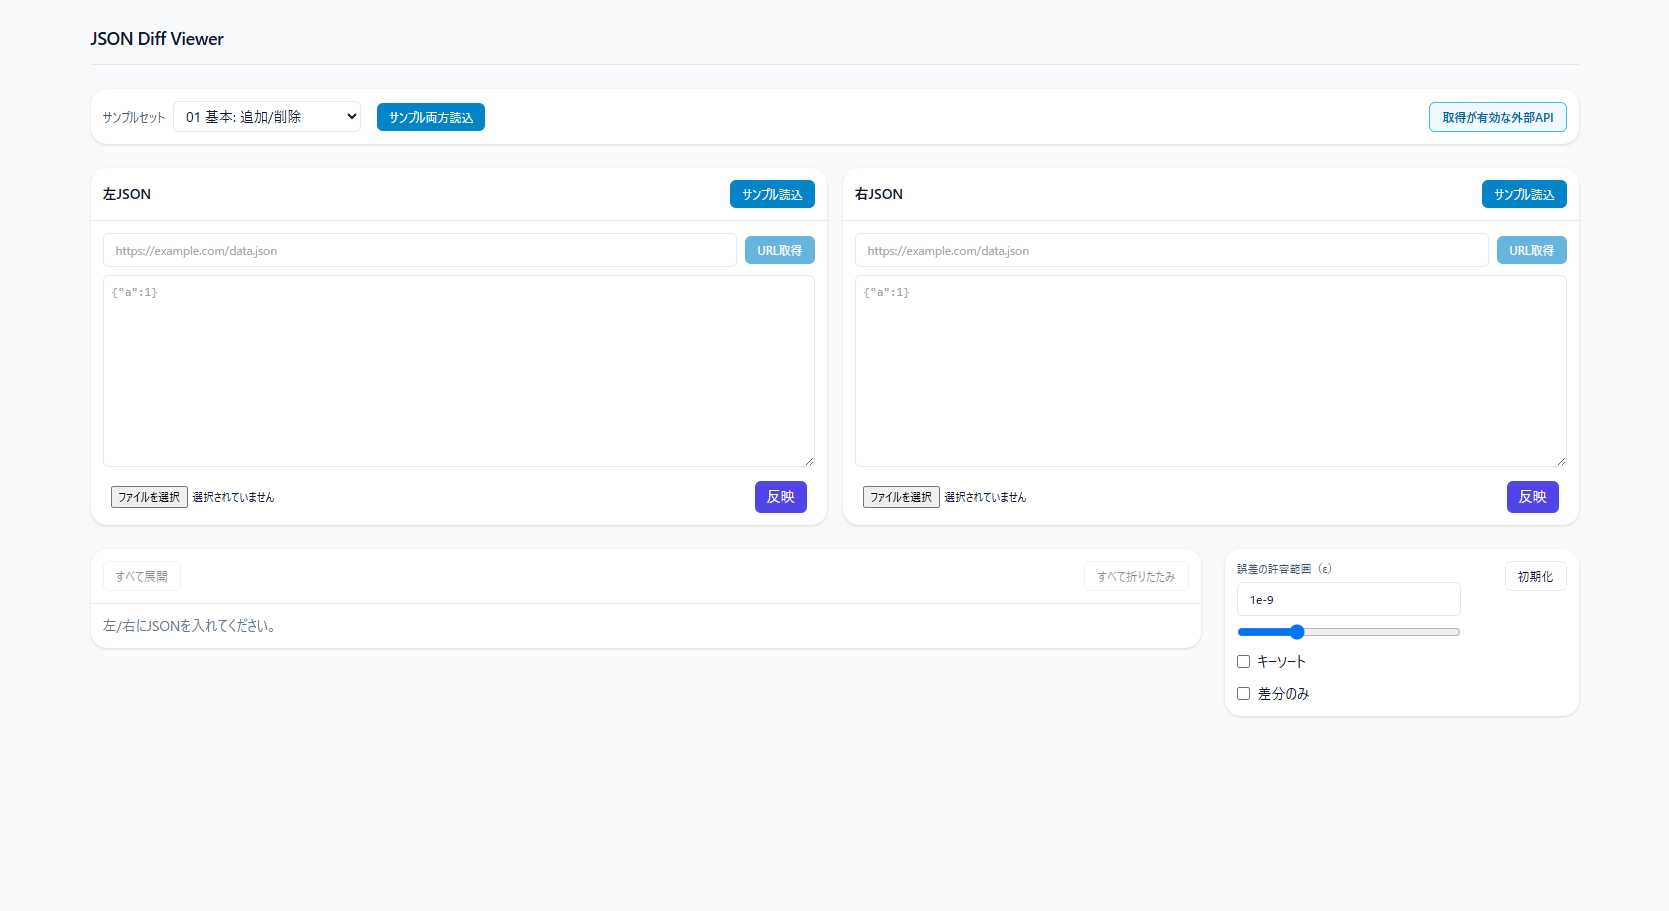 JSON Diff Viewer
サンプルセット 01 基本: 追加/削除 サンプル両方読込 取得が有効な外部API
左JSON サンプル読込
https://example.com/data.json URL取得
{"a":1}
ファイルを選択 選択されていません 反映
右JSON サンプル読込
https://example.com/data.json URL取得
{"a":1}
ファイルを選択 選択されていません 反映
すべて展開 すべて折りたたみ
左/右にJSONを入れてください。
誤差の許容範囲（ε） 初期化
1e-9
キーソート
差分のみ